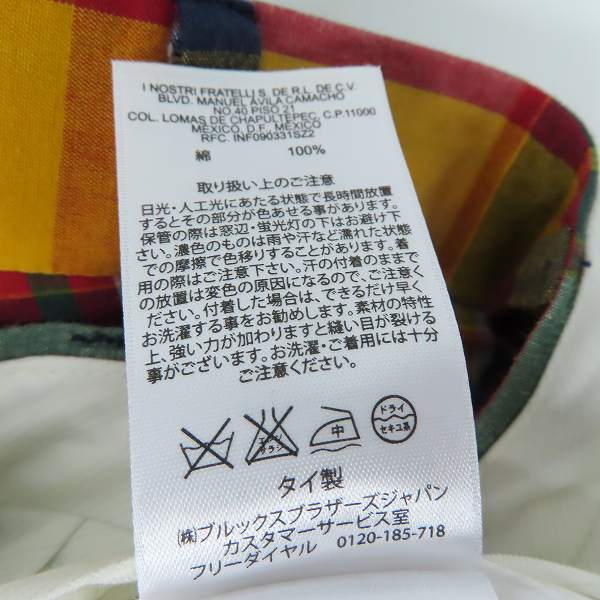 I NOSTRI FRATELLI S. DE R.L. DE C.V.
BLVD. MANUEL AVILA CAMACHO
NO.40 PISO 21
COL. LOMAS DE CHAPULTEPEC, C.P.11000
MÉXICO, D.F., MÉXICO
RFC. INF090331SZ2
綿 100%
取り扱い上のご注意
日光・人工光にあたる状態で長時間放置
するとその部分が色あせる事があります。
保管の際は窓辺・蛍光灯の下はお避け下
さい。濃色のものは雨や汗など濡れた状態
での摩擦で色移りする事があります。着
用の際はご注意下さい。汗の付着のままで
の放置は変色の原因になるので、ご注意く
ださい。付着した場合は、できるだけ早く
お洗濯する事をお勧めします。素材の特性
上、強い力が加わりますと縫い目が裂ける
事がございます。お洗濯・ご着用には十分
ご注意ください。
エンソ
サラシ
中
ドライ
セキユ系
タイ製
㈱ブルックスブラザーズジャパン
カスタマーサービス室
フリーダイヤル 0120-185-718